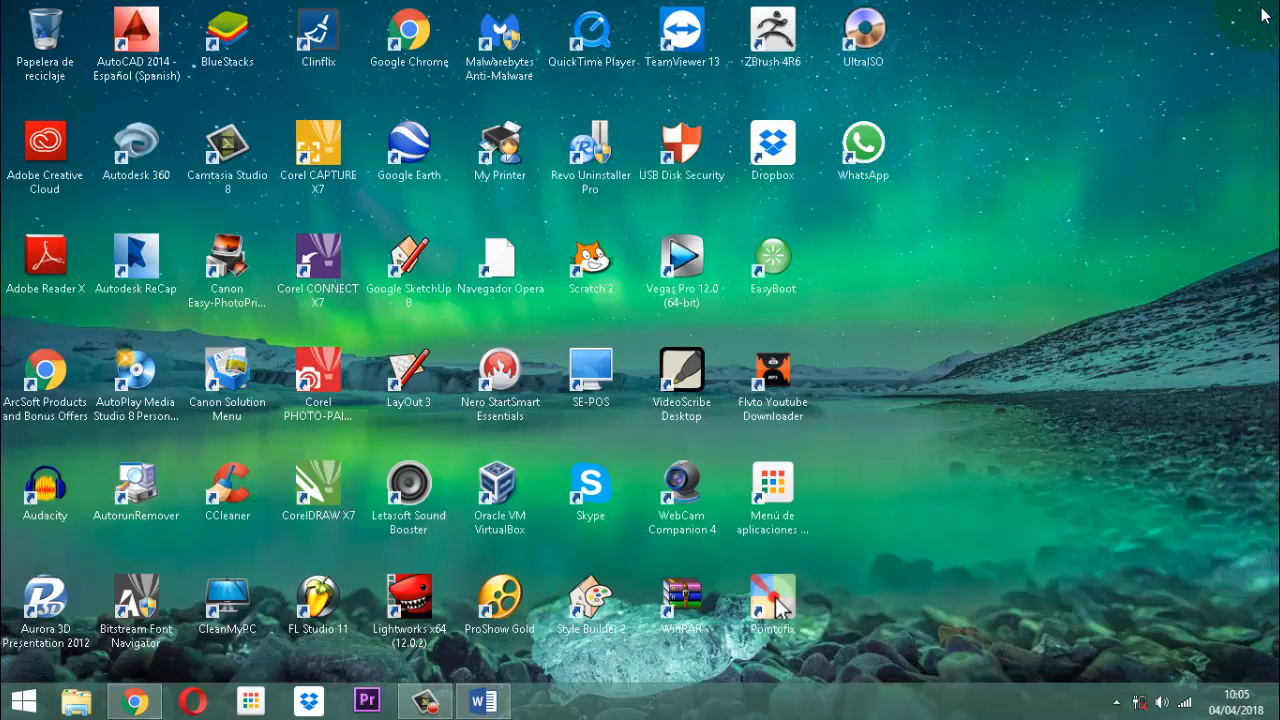 Papelera de
reciclaje
AutoCAD 2014 -
Español (Spanish)
BlueStacks
Clinflix
Google Chrome
Malwarebytes
Anti-Malware
QuickTime Player
TeamViewer 13
ZBrush 4R6
UltraISO
Adobe Creative
Cloud
Autodesk 360
Camtasia Studio
8
Corel CAPTURE
X7
Google Earth
My Printer
Revo Uninstaller
Pro
USB Disk Security
Dropbox
WhatsApp
Adobe Reader X
Autodesk ReCap
Canon
Easy-PhotoPri...
Corel CONNECT
X7
Google SketchUp
8
Navegador Opera
Scratch 2
Vegas Pro 12.0
(64-bit)
EasyBoot
ArcSoft Products
and Bonus Offers
AutoPlay Media
Studio 8 Person...
Canon Solution
Menu
Corel
PHOTO-PAI...
LayOut 3
Nero StartSmart
Essentials
SE-POS
VideoScribe
Desktop
Flvto Youtube
Downloader
Audacity
AutorunRemover
CCleaner
CorelDRAW X7
Letasoft Sound
Booster
Oracle VM
VirtualBox
Skype
WebCam
Companion 4
Menú de
aplicaciones ...
Aurora 3D
Presentation 2012
Bitstream Font
Navigator
CleanMyPC
FL Studio 11
Lightworks x64
(12.0.2)
ProShow Gold
Style Builder 2
WinRAR
Pointofix
Pr
10:05
04/04/2018